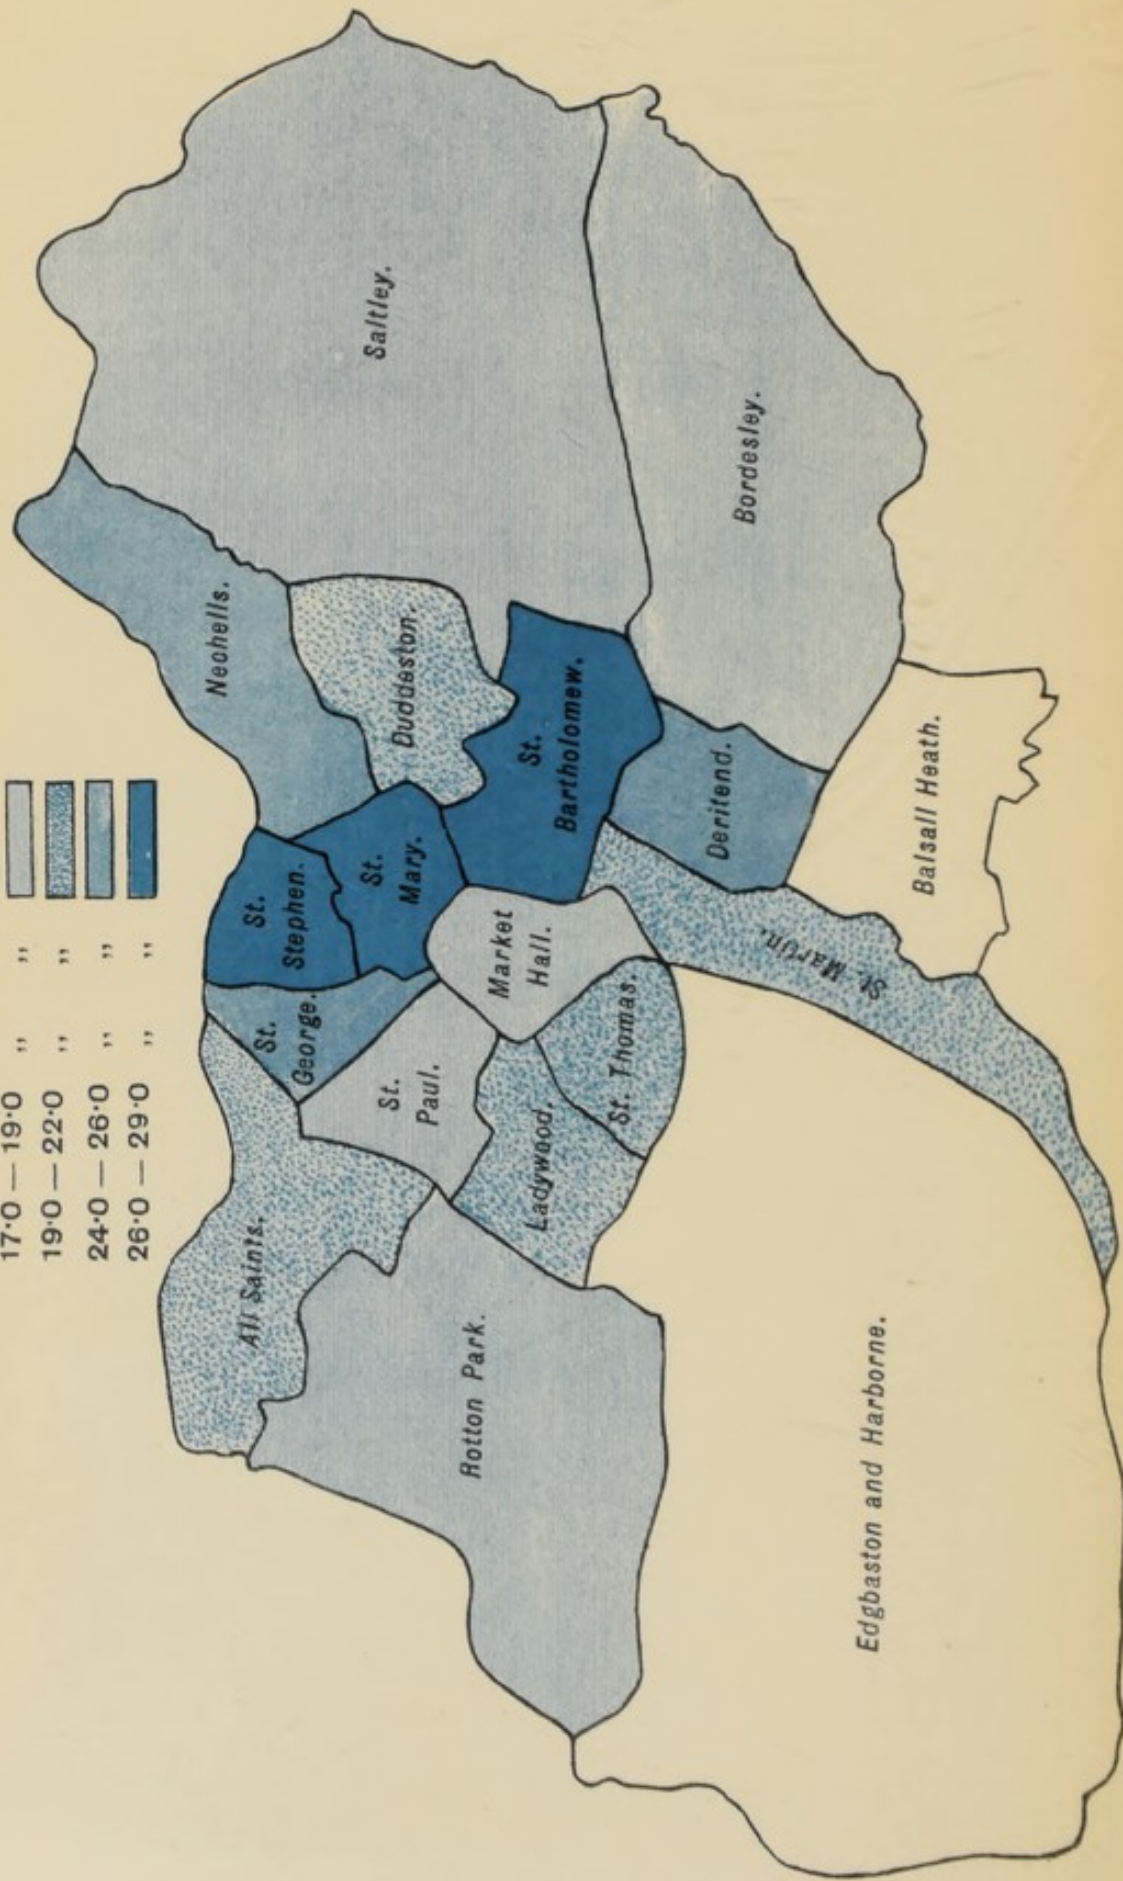 17·0 — 19·0 „ „
19·0 — 22·0 „ „
24·0 — 26·0 „ „
26·0 — 29·0 „ „
Saltley.
Nechells.
Duddeston.
Bordesley.
St.
Bartholomew.
St.
Stephen.
St.
Mary.
Deritend.
Balsall Heath.
St.
George.
Market
Hall.
St. Martin.
St.
Paul.
St. Thomas.
Ladywood.
All Saints.
Rotton Park.
Edgbaston and Harborne.